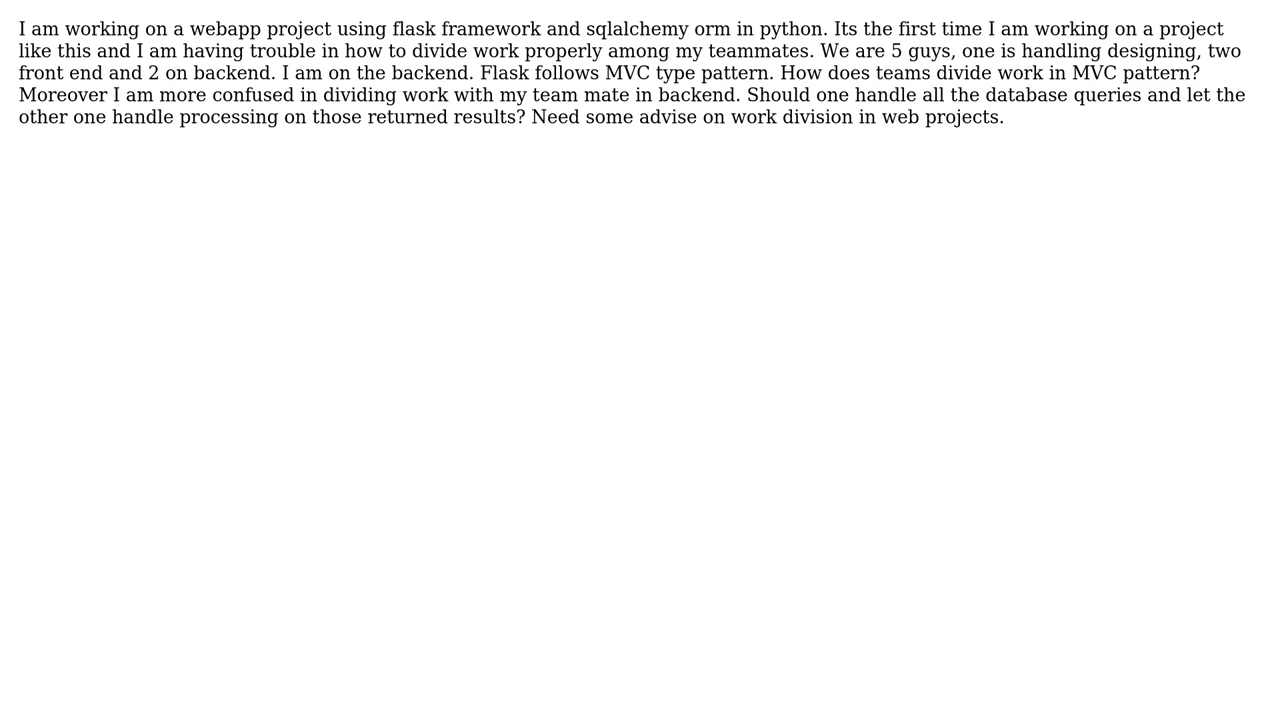 I am working on a webapp project using flask framework and sqlalchemy orm in python. Its the first time I am working on a project
like this and I am having trouble in how to divide work properly among my teammates. We are 5 guys, one is handling designing, two
front end and 2 on backend. I am on the backend. Flask follows MVC type pattern. How does teams divide work in MVC pattern?
Moreover I am more confused in dividing work with my team mate in backend. Should one handle all the database queries and let the
other one handle processing on those returned results? Need some advise on work division in web projects.